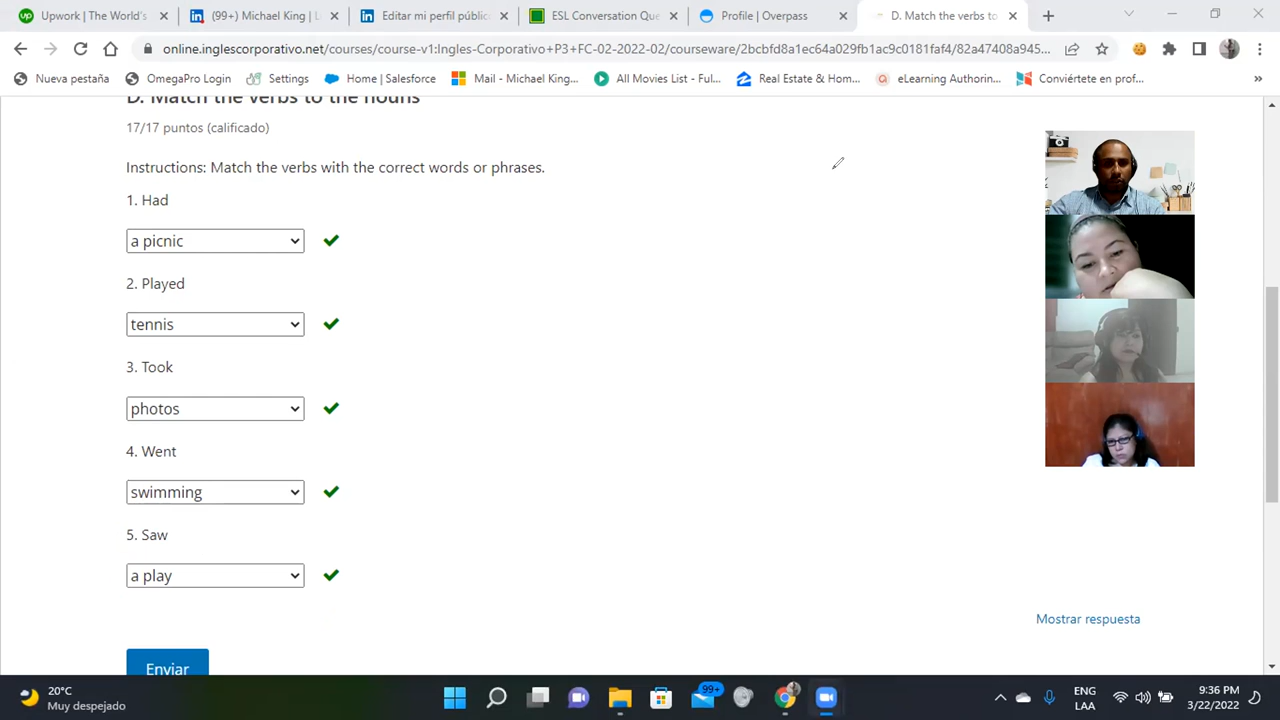 Upwork | The World's
(99+) Michael King | L
Editar mi perfil públic
ESL Conversation Que
Profile | Overpass
D. Match the verbs to
online.inglescorporativo.net/courses/course-v1:Ingles-Corporativo+P3+FC-02-2022-02/courseware/2bcbfd8a1ec64a029fb1ac9c0181faf4/82a47408a945...
Nueva pestaña
OmegaPro Login
Settings
Home | Salesforce
Mail - Michael King...
All Movies List - Ful...
Real Estate & Hom...
eLearning Authorin...
Conviértete en prof...
»
D. Match the verbs to the nouns
17/17 puntos (calificado)
Instructions: Match the verbs with the correct words or phrases.
1. Had
a picnic
2. Played
tennis
3. Took
photos
4. Went
swimming
5. Saw
a play
Mostrar respuesta
Enviar
20°C
Muy despejado
99+
ENG
LAA
9:36 PM
3/22/2022